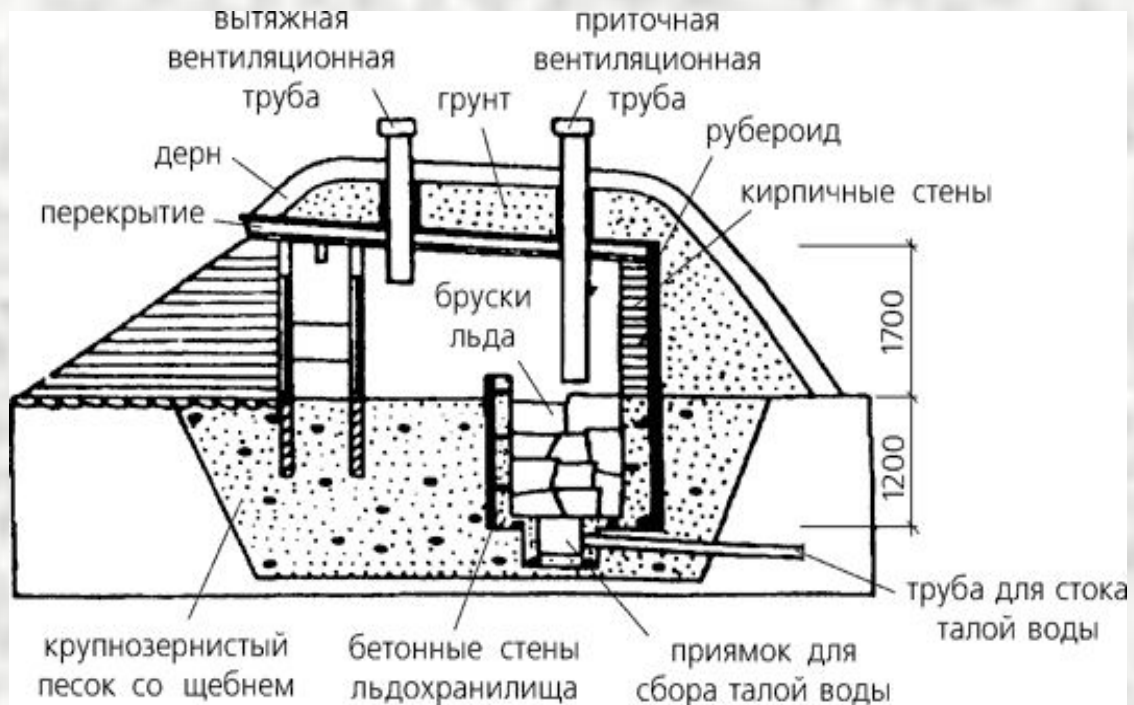 вытяжная
вентиляционная
труба
приточная
вентиляционная
труба
грунт
рубероид
дерн
кирпичные стены
перекрытие
бруски
льда
1700
1200
труба для стока
талой воды
крупнозернистый
песок со щебнем
бетонные стены
льдохранилища
приямок для
сбора талой воды